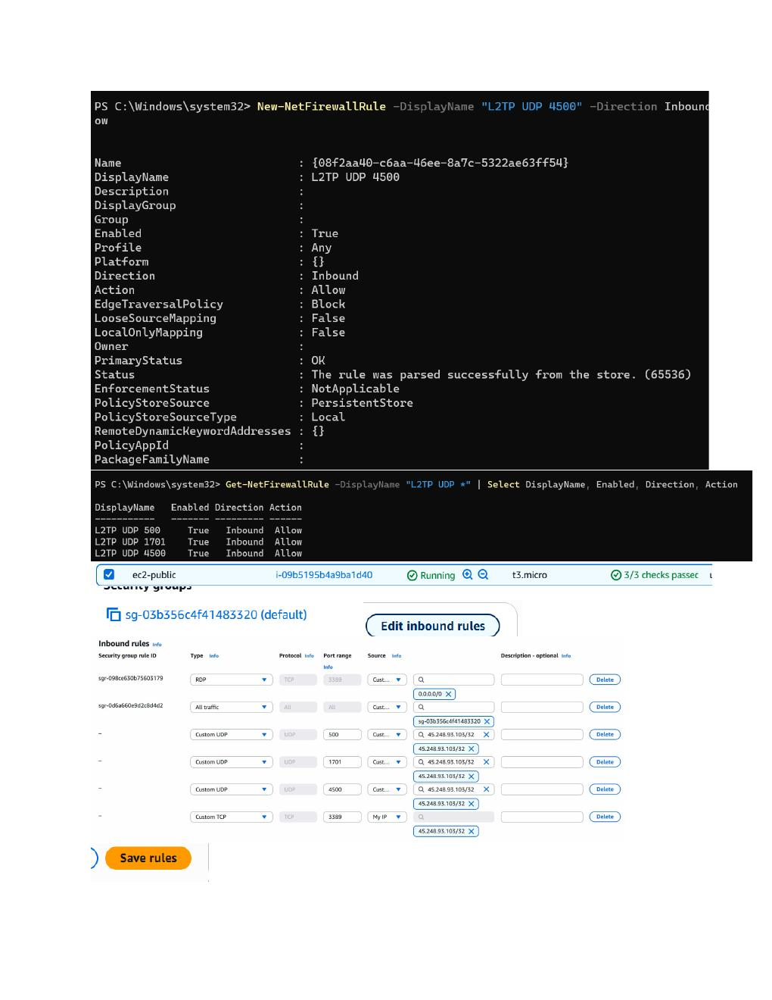 PS C:\Windows\system32> New-NetFirewallRule -DisplayName "L2TP UDP 4500" -Direction Inbound
ow
Name : {08f2aa40-c6aa-46ee-8a7c-5322ae63ff54}
DisplayName : L2TP UDP 4500
Description :
DisplayGroup :
Group :
Enabled : True
Profile : Any
Platform : {}
Direction : Inbound
Action : Allow
EdgeTraversalPolicy : Block
LooseSourceMapping : False
LocalOnlyMapping : False
Owner :
PrimaryStatus : OK
Status : The rule was parsed successfully from the store. (65536)
EnforcementStatus : NotApplicable
PolicyStoreSource : PersistentStore
PolicyStoreSourceType : Local
RemoteDynamicKeywordAddresses : {}
PolicyAppId :
PackageFamilyName :
PS C:\Windows\system32> Get-NetFirewallRule -DisplayName "L2TP UDP *" | Select DisplayName, Enabled, Direction, Action
DisplayName Enabled Direction Action
----------- ------- --------- ------
L2TP UDP 500 True Inbound Allow
L2TP UDP 1701 True Inbound Allow
L2TP UDP 4500 True Inbound Allow
ec2-public i-09b5195b4a9ba1d40 Running t3.micro 3/3 checks passed
Security groups
sg-03b356c4f41483320 (default)
Edit inbound rules
Inbound rules Info
Security group rule ID Type Info Protocol Info Port range Info Source Info Description - optional Info
sgr-098ce630b75603179 RDP TCP 3389 Cust... Delete
0.0.0.0/0
sgr-0d6a660e9d2c8d4d2 All traffic All All Cust... Delete
sg-03b356c4f41483320
– Custom UDP UDP 500 Cust... 45.248.93.103/32 Delete
45.248.93.103/32
– Custom UDP UDP 1701 Cust... 45.248.93.103/32 Delete
45.248.93.103/32
– Custom UDP UDP 4500 Cust... 45.248.93.103/32 Delete
45.248.93.103/32
– Custom TCP TCP 3389 My IP Delete
45.248.93.103/32
Save rules